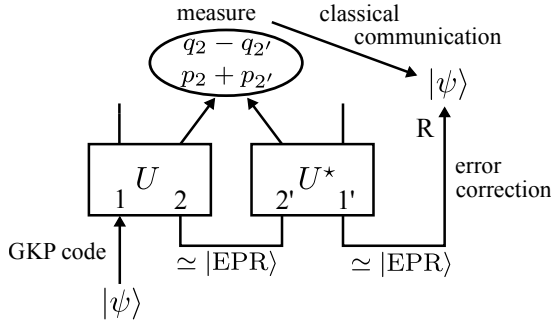 measure
classical
communication
q₂ − q₂′
p₂ + p₂′
|ψ⟩
R
U
U⋆
1 2
2' 1'
error
correction
GKP code
≃ |EPR⟩
≃ |EPR⟩
|ψ⟩